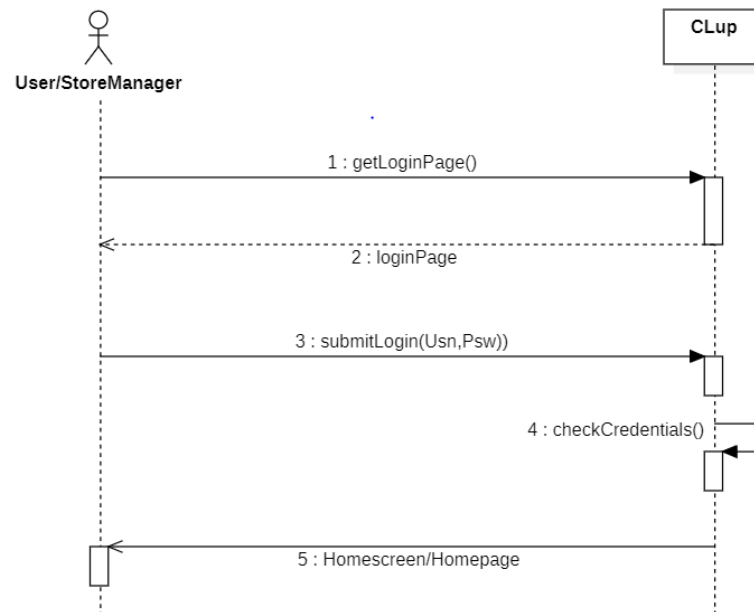 CLup
User/StoreManager
1 : getLoginPage()
2 : loginPage
3 : submitLogin(Usn,Psw))
4 : checkCredentials()
5 : Homescreen/Homepage